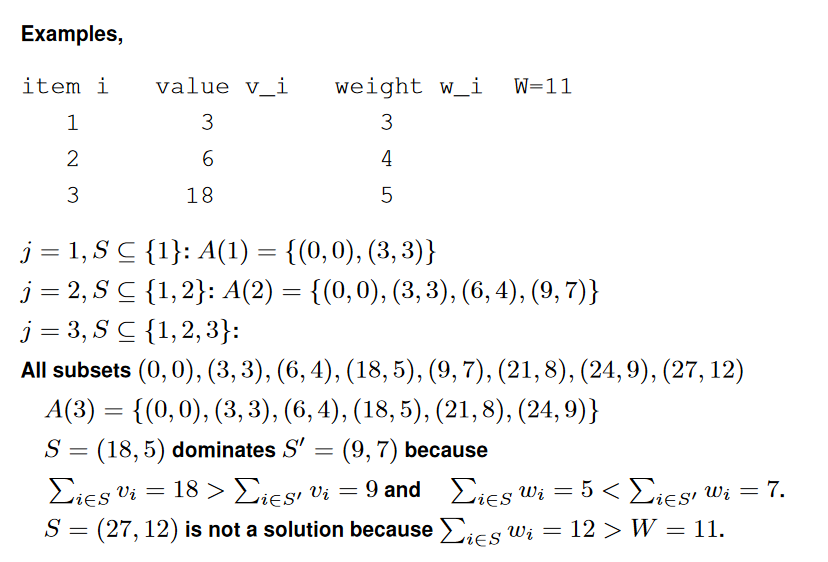 Examples,
item i value v_i weight w_i W=11
1 3 3
2 6 4
3 18 5
j = 1, S ⊆ {1}: A(1) = {(0, 0), (3, 3)}
j = 2, S ⊆ {1, 2}: A(2) = {(0, 0), (3, 3), (6, 4), (9, 7)}
j = 3, S ⊆ {1, 2, 3}:
All subsets (0, 0), (3, 3), (6, 4), (18, 5), (9, 7), (21, 8), (24, 9), (27, 12)
A(3) = {(0, 0), (3, 3), (6, 4), (18, 5), (21, 8), (24, 9)}
S = (18, 5) dominates S′ = (9, 7) because
∑_{i∈S} v_i = 18 > ∑_{i∈S′} v_i = 9 and ∑_{i∈S} w_i = 5 < ∑_{i∈S′} w_i = 7.
S = (27, 12) is not a solution because ∑_{i∈S} w_i = 12 > W = 11.